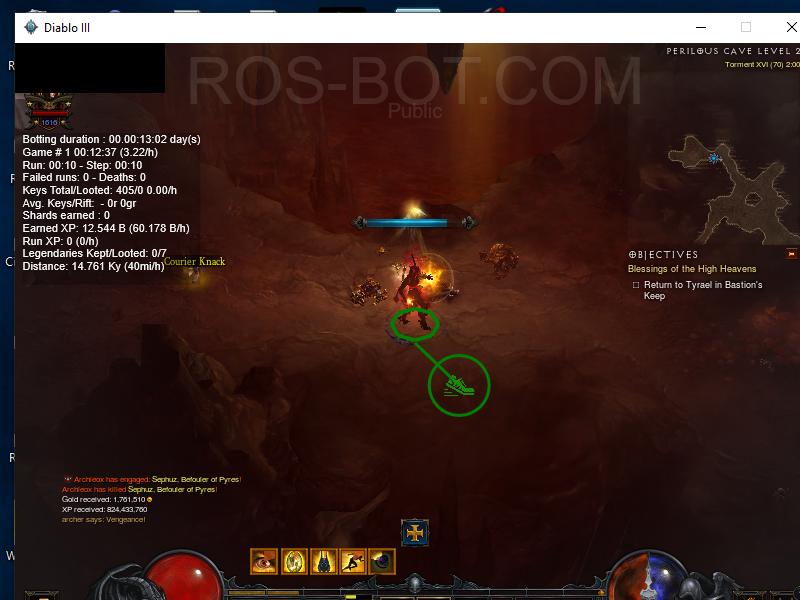 Diablo III
PERILOUS CAVE LEVEL 2
Torment XVI (70) 2:00
ROS-BOT.COM
Public
1616
Botting duration : 00.00:13:02 day(s)
Game # 1 00:12:37 (3.22/h)
Run: 00:10 - Step: 00:10
Failed runs: 0 - Deaths: 0
Keys Total/Looted: 405/0 0.00/h
Avg. Keys/Rift:  - 0r 0gr
Shards earned : 0
Earned XP: 12.544 B (60.178 B/h)
Run XP: 0 (0/h)
Legendaries Kept/Looted: 0/7
Distance: 14.761 Ky (40mi/h)
Courier Knack
OBJECTIVES
Blessings of the High Heavens
Return to Tyrael in Bastion's
Keep
Archleox has engaged: Sephuz, Befouler of Pyres!
Archleox has killed Sephuz, Befouler of Pyres!
Gold received: 1,761,510
XP received: 824,433,760
archer says: Vengeance!